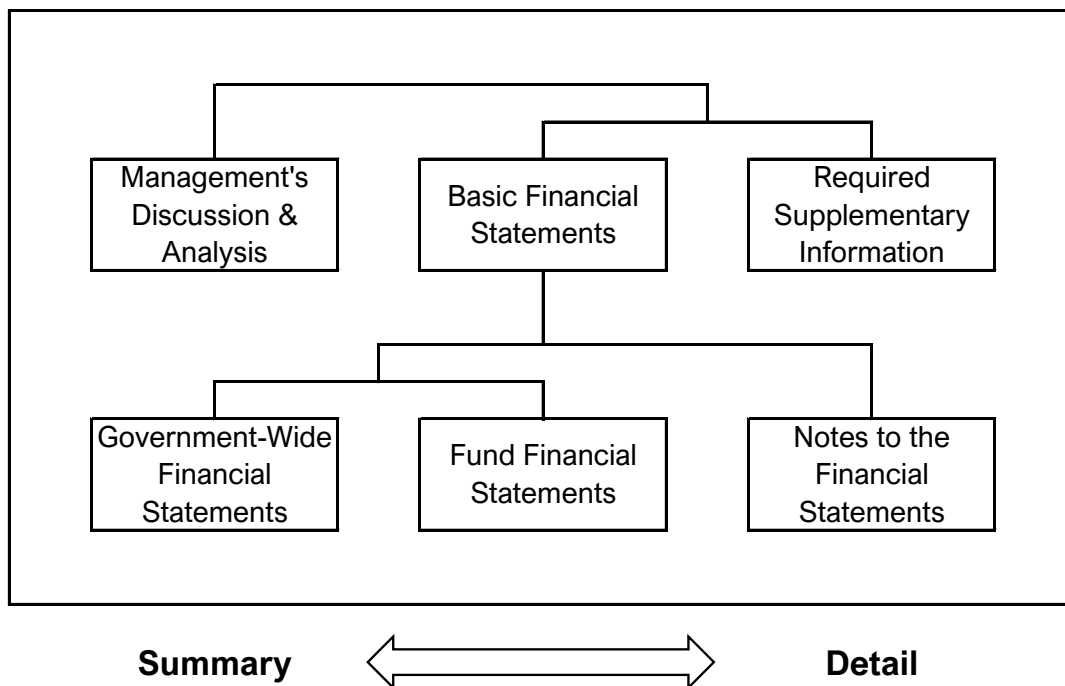 Management's
Discussion &
Analysis
Basic Financial
Statements
Required
Supplementary
Information
Government-Wide
Financial
Statements
Fund Financial
Statements
Notes to the
Financial
Statements
Summary
Detail